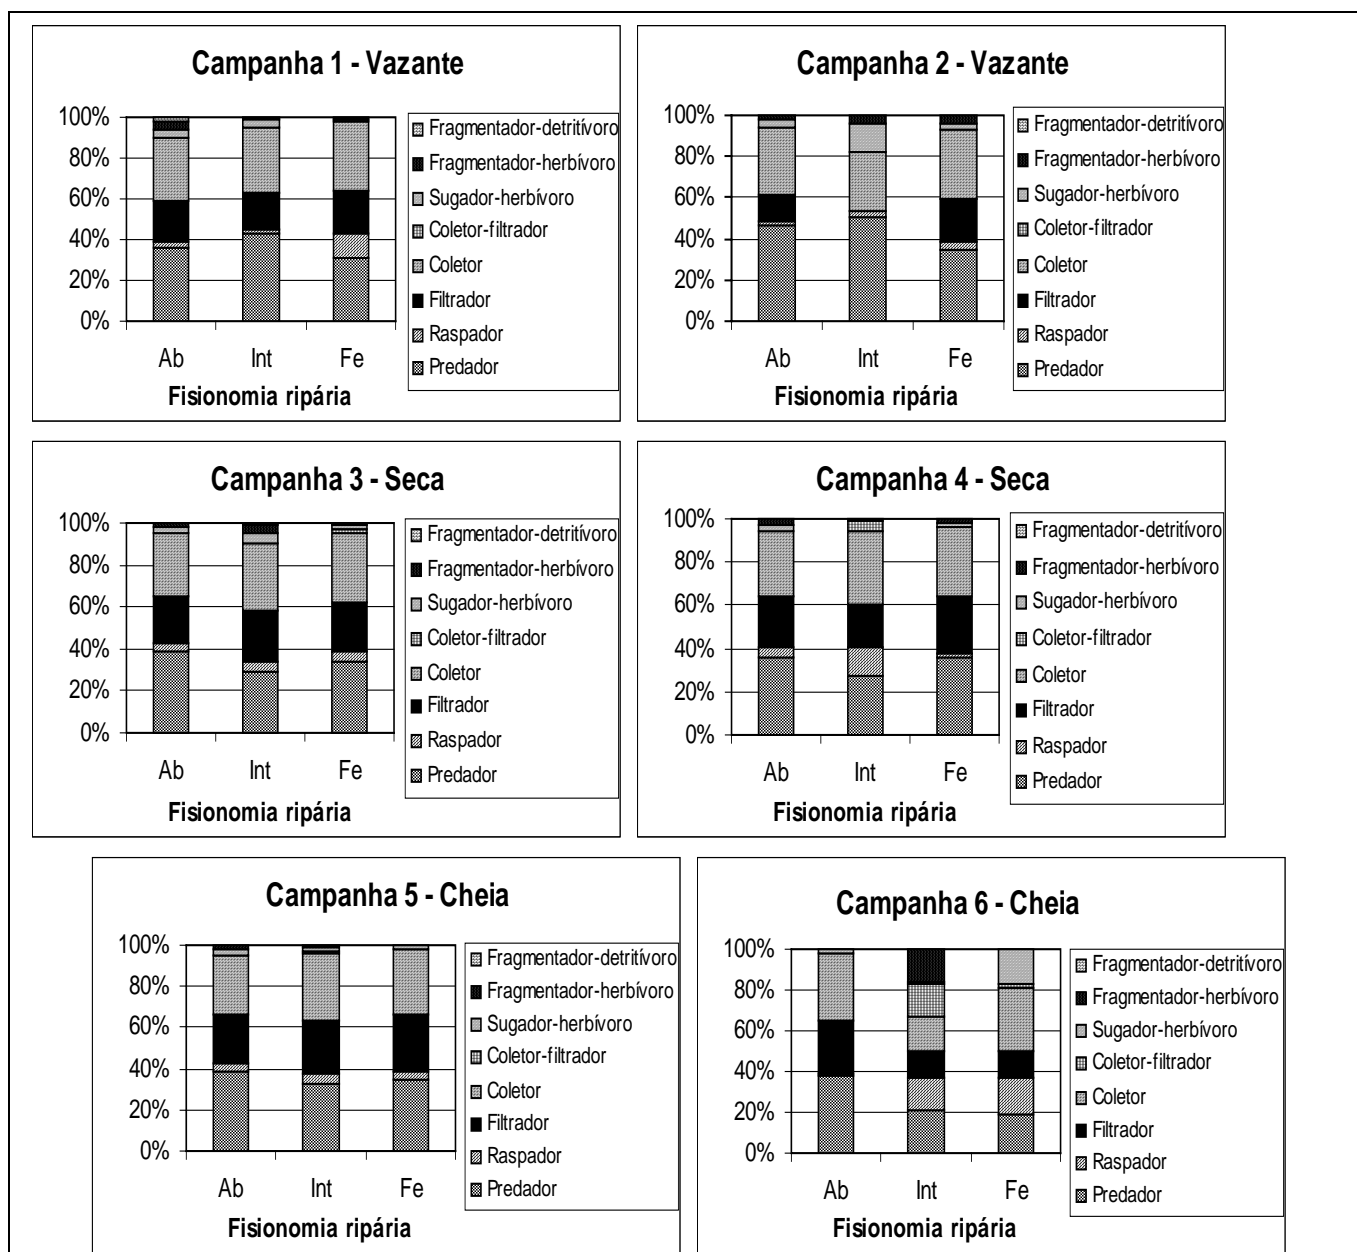 Campanha 1 - Vazante
100%
80%
60%
40%
20%
0%
Ab Int Fe
Fisionomia ripária
Fragmentador-detritívoro
Fragmentador-herbívoro
Sugador-herbívoro
Coletor-filtrador
Coletor
Filtrador
Raspador
Predador
Campanha 2 - Vazante
100%
80%
60%
40%
20%
0%
Ab Int Fe
Fisionomia ripária
Fragmentador-detritívoro
Fragmentador-herbívoro
Sugador-herbívoro
Coletor-filtrador
Coletor
Filtrador
Raspador
Predador
Campanha 3 - Seca
100%
80%
60%
40%
20%
0%
Ab Int Fe
Fisionomia ripária
Fragmentador-detritívoro
Fragmentador-herbívoro
Sugador-herbívoro
Coletor-filtrador
Coletor
Filtrador
Raspador
Predador
Campanha 4 - Seca
100%
80%
60%
40%
20%
0%
Ab Int Fe
Fisionomia ripária
Fragmentador-detritívoro
Fragmentador-herbívoro
Sugador-herbívoro
Coletor-filtrador
Coletor
Filtrador
Raspador
Predador
Campanha 5 - Cheia
100%
80%
60%
40%
20%
0%
Ab Int Fe
Fisionomia ripária
Fragmentador-detritívoro
Fragmentador-herbívoro
Sugador-herbívoro
Coletor-filtrador
Coletor
Filtrador
Raspador
Predador
Campanha 6 - Cheia
100%
80%
60%
40%
20%
0%
Ab Int Fe
Fisionomia ripária
Fragmentador-detritívoro
Fragmentador-herbívoro
Sugador-herbívoro
Coletor-filtrador
Coletor
Filtrador
Raspador
Predador